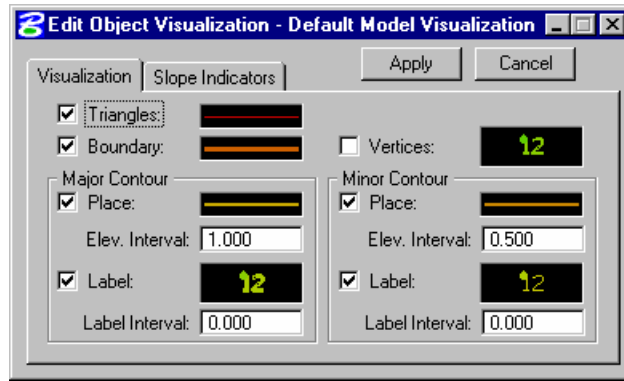 Edit Object Visualization - Default Model Visualization
Visualization Slope Indicators Apply Cancel
Triangles:
Boundary: Vertices: 12
Major Contour Minor Contour
Place: Place:
Elev. Interval: 1.000 Elev. Interval: 0.500
Label: 12 Label: 12
Label Interval: 0.000 Label Interval: 0.000